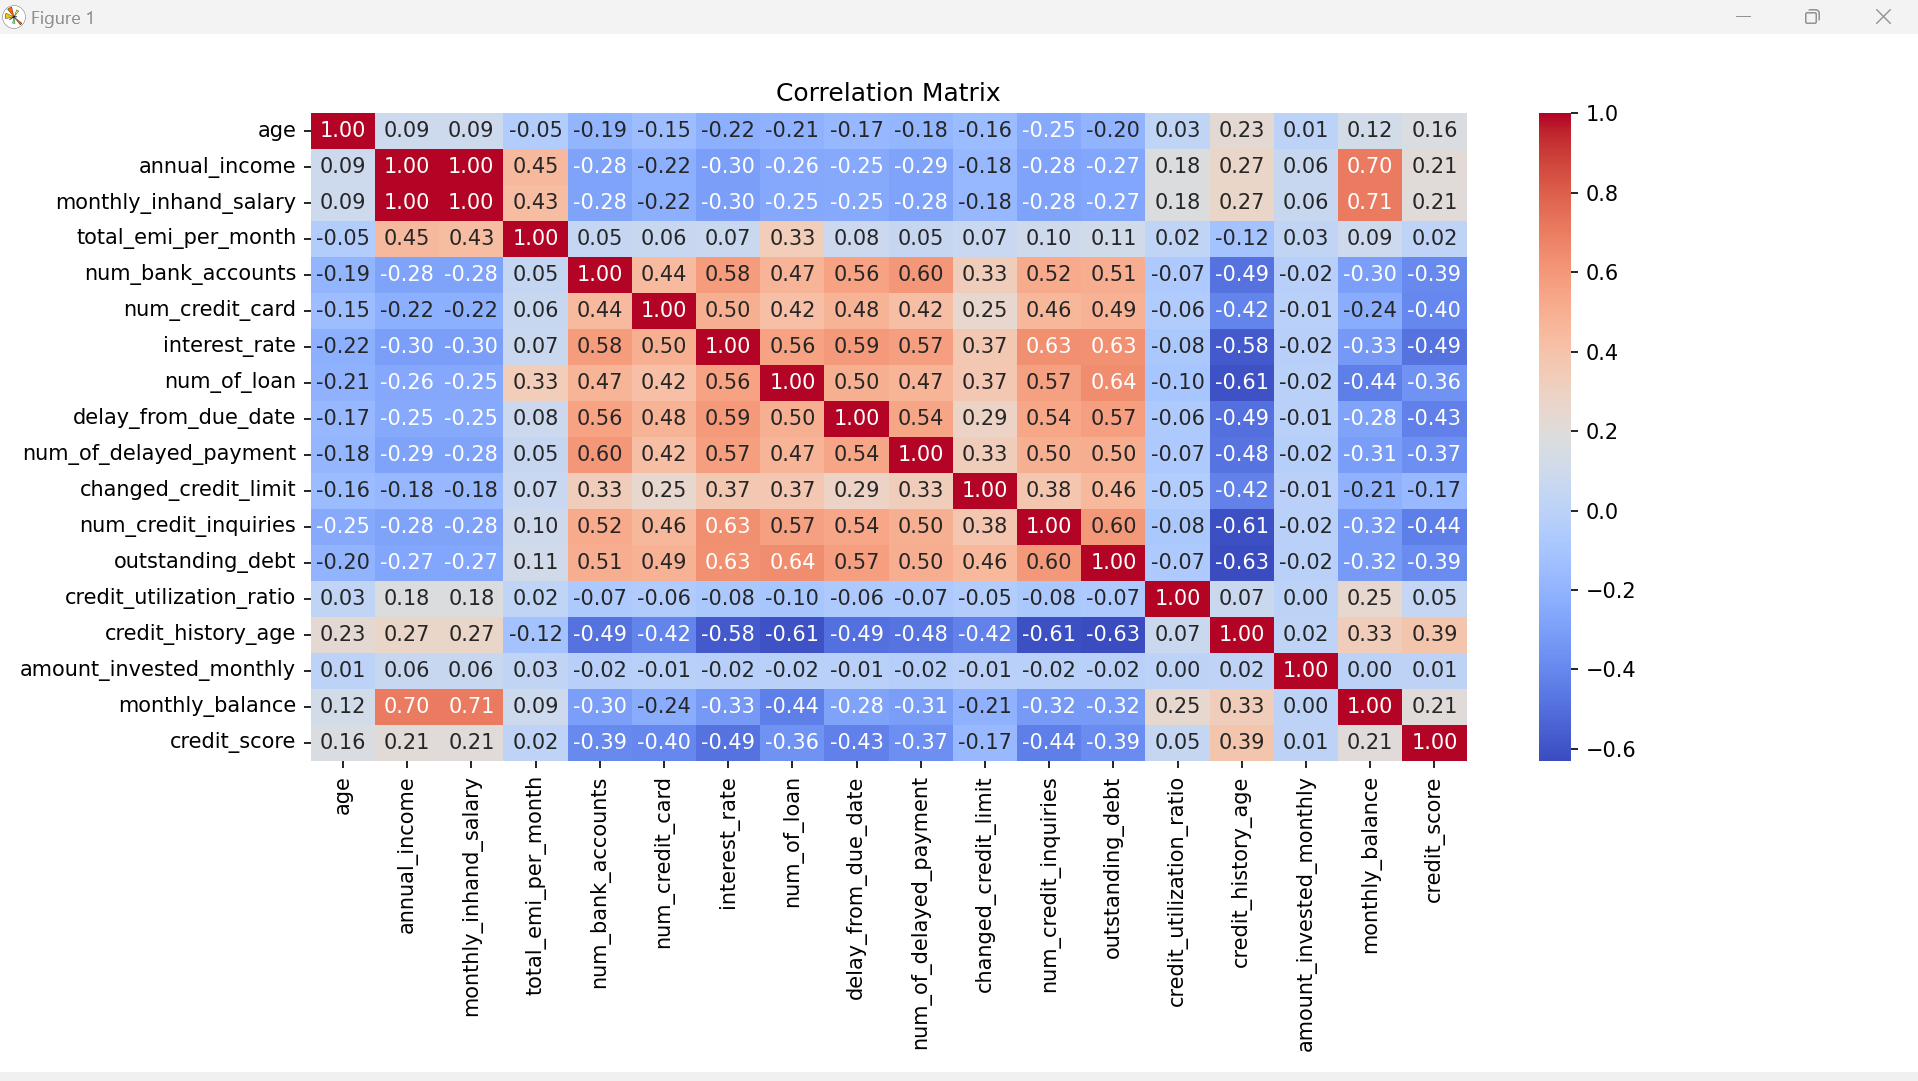 Figure 1
Correlation Matrix
age 1.00 0.09 0.09 -0.05 -0.19 -0.15 -0.22 -0.21 -0.17 -0.18 -0.16 -0.25 -0.20 0.03 0.23 0.01 0.12 0.16
annual_income 0.09 1.00 1.00 0.45 -0.28 -0.22 -0.30 -0.26 -0.25 -0.29 -0.18 -0.28 -0.27 0.18 0.27 0.06 0.70 0.21
monthly_inhand_salary 0.09 1.00 1.00 0.43 -0.28 -0.22 -0.30 -0.25 -0.25 -0.28 -0.18 -0.28 -0.27 0.18 0.27 0.06 0.71 0.21
total_emi_per_month -0.05 0.45 0.43 1.00 0.05 0.06 0.07 0.33 0.08 0.05 0.07 0.10 0.11 0.02 -0.12 0.03 0.09 0.02
num_bank_accounts -0.19 -0.28 -0.28 0.05 1.00 0.44 0.58 0.47 0.56 0.60 0.33 0.52 0.51 -0.07 -0.49 -0.02 -0.30 -0.39
num_credit_card -0.15 -0.22 -0.22 0.06 0.44 1.00 0.50 0.42 0.48 0.42 0.25 0.46 0.49 -0.06 -0.42 -0.01 -0.24 -0.40
interest_rate -0.22 -0.30 -0.30 0.07 0.58 0.50 1.00 0.56 0.59 0.57 0.37 0.63 0.63 -0.08 -0.58 -0.02 -0.33 -0.49
num_of_loan -0.21 -0.26 -0.25 0.33 0.47 0.42 0.56 1.00 0.50 0.47 0.37 0.57 0.64 -0.10 -0.61 -0.02 -0.44 -0.36
delay_from_due_date -0.17 -0.25 -0.25 0.08 0.56 0.48 0.59 0.50 1.00 0.54 0.29 0.54 0.57 -0.06 -0.49 -0.01 -0.28 -0.43
num_of_delayed_payment -0.18 -0.29 -0.28 0.05 0.60 0.42 0.57 0.47 0.54 1.00 0.33 0.50 0.50 -0.07 -0.48 -0.02 -0.31 -0.37
changed_credit_limit -0.16 -0.18 -0.18 0.07 0.33 0.25 0.37 0.37 0.29 0.33 1.00 0.38 0.46 -0.05 -0.42 -0.01 -0.21 -0.17
num_credit_inquiries -0.25 -0.28 -0.28 0.10 0.52 0.46 0.63 0.57 0.54 0.50 0.38 1.00 0.60 -0.08 -0.61 -0.02 -0.32 -0.44
outstanding_debt -0.20 -0.27 -0.27 0.11 0.51 0.49 0.63 0.64 0.57 0.50 0.46 0.60 1.00 -0.07 -0.63 -0.02 -0.32 -0.39
credit_utilization_ratio 0.03 0.18 0.18 0.02 -0.07 -0.06 -0.08 -0.10 -0.06 -0.07 -0.05 -0.08 -0.07 1.00 0.07 0.00 0.25 0.05
credit_history_age 0.23 0.27 0.27 -0.12 -0.49 -0.42 -0.58 -0.61 -0.49 -0.48 -0.42 -0.61 -0.63 0.07 1.00 0.02 0.33 0.39
amount_invested_monthly 0.01 0.06 0.06 0.03 -0.02 -0.01 -0.02 -0.02 -0.01 -0.02 -0.01 -0.02 -0.02 0.00 0.02 1.00 0.00 0.01
monthly_balance 0.12 0.70 0.71 0.09 -0.30 -0.24 -0.33 -0.44 -0.28 -0.31 -0.21 -0.32 -0.32 0.25 0.33 0.00 1.00 0.21
credit_score 0.16 0.21 0.21 0.02 -0.39 -0.40 -0.49 -0.36 -0.43 -0.37 -0.17 -0.44 -0.39 0.05 0.39 0.01 0.21 1.00
age
annual_income
monthly_inhand_salary
total_emi_per_month
num_bank_accounts
num_credit_card
interest_rate
num_of_loan
delay_from_due_date
num_of_delayed_payment
changed_credit_limit
num_credit_inquiries
outstanding_debt
credit_utilization_ratio
credit_history_age
amount_invested_monthly
monthly_balance
credit_score
1.0
0.8
0.6
0.4
0.2
0.0
−0.2
−0.4
−0.6